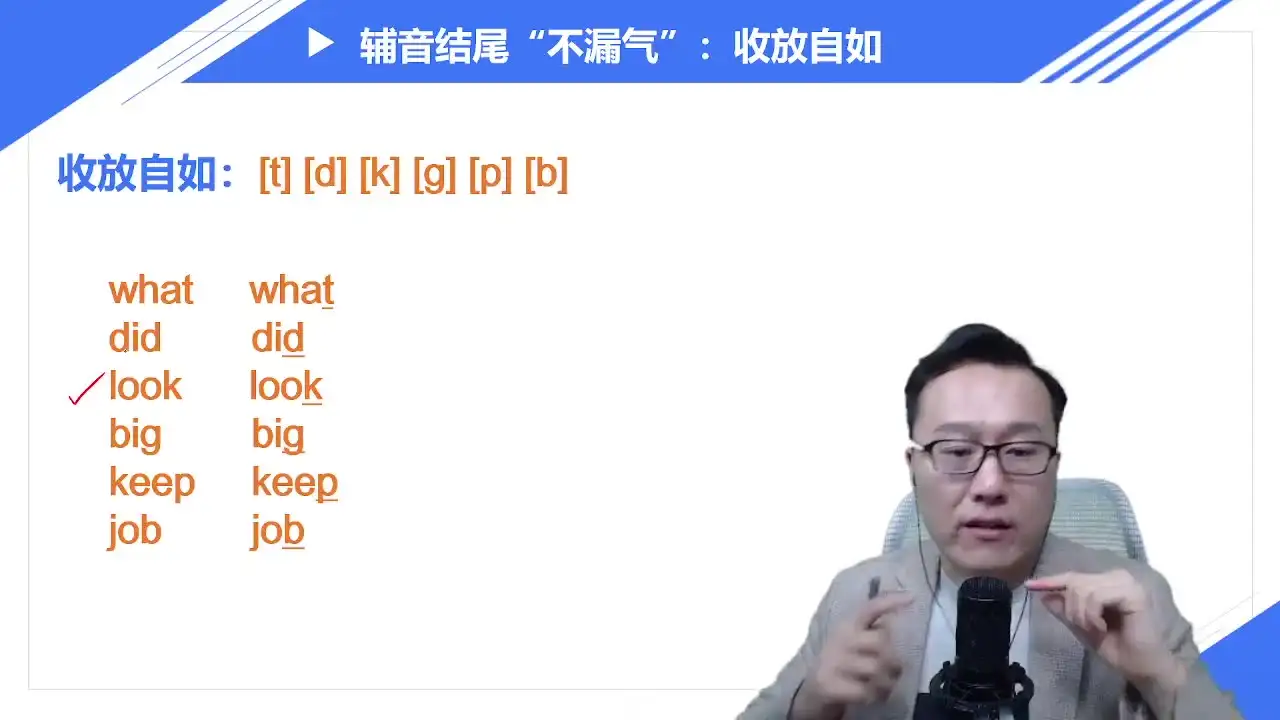 辅音结尾“不漏气”：收放自如
收放自如：[t] [d] [k] [g] [p] [b]
what what
did did
look look
big big
keep keep
job job